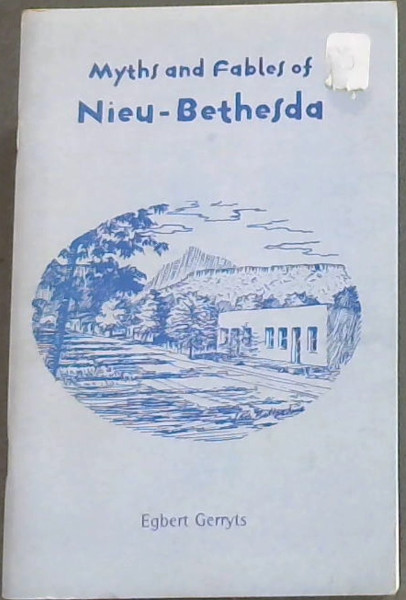 Myths and Fables of
Nieu-Bethesda
Egbert Gerryts